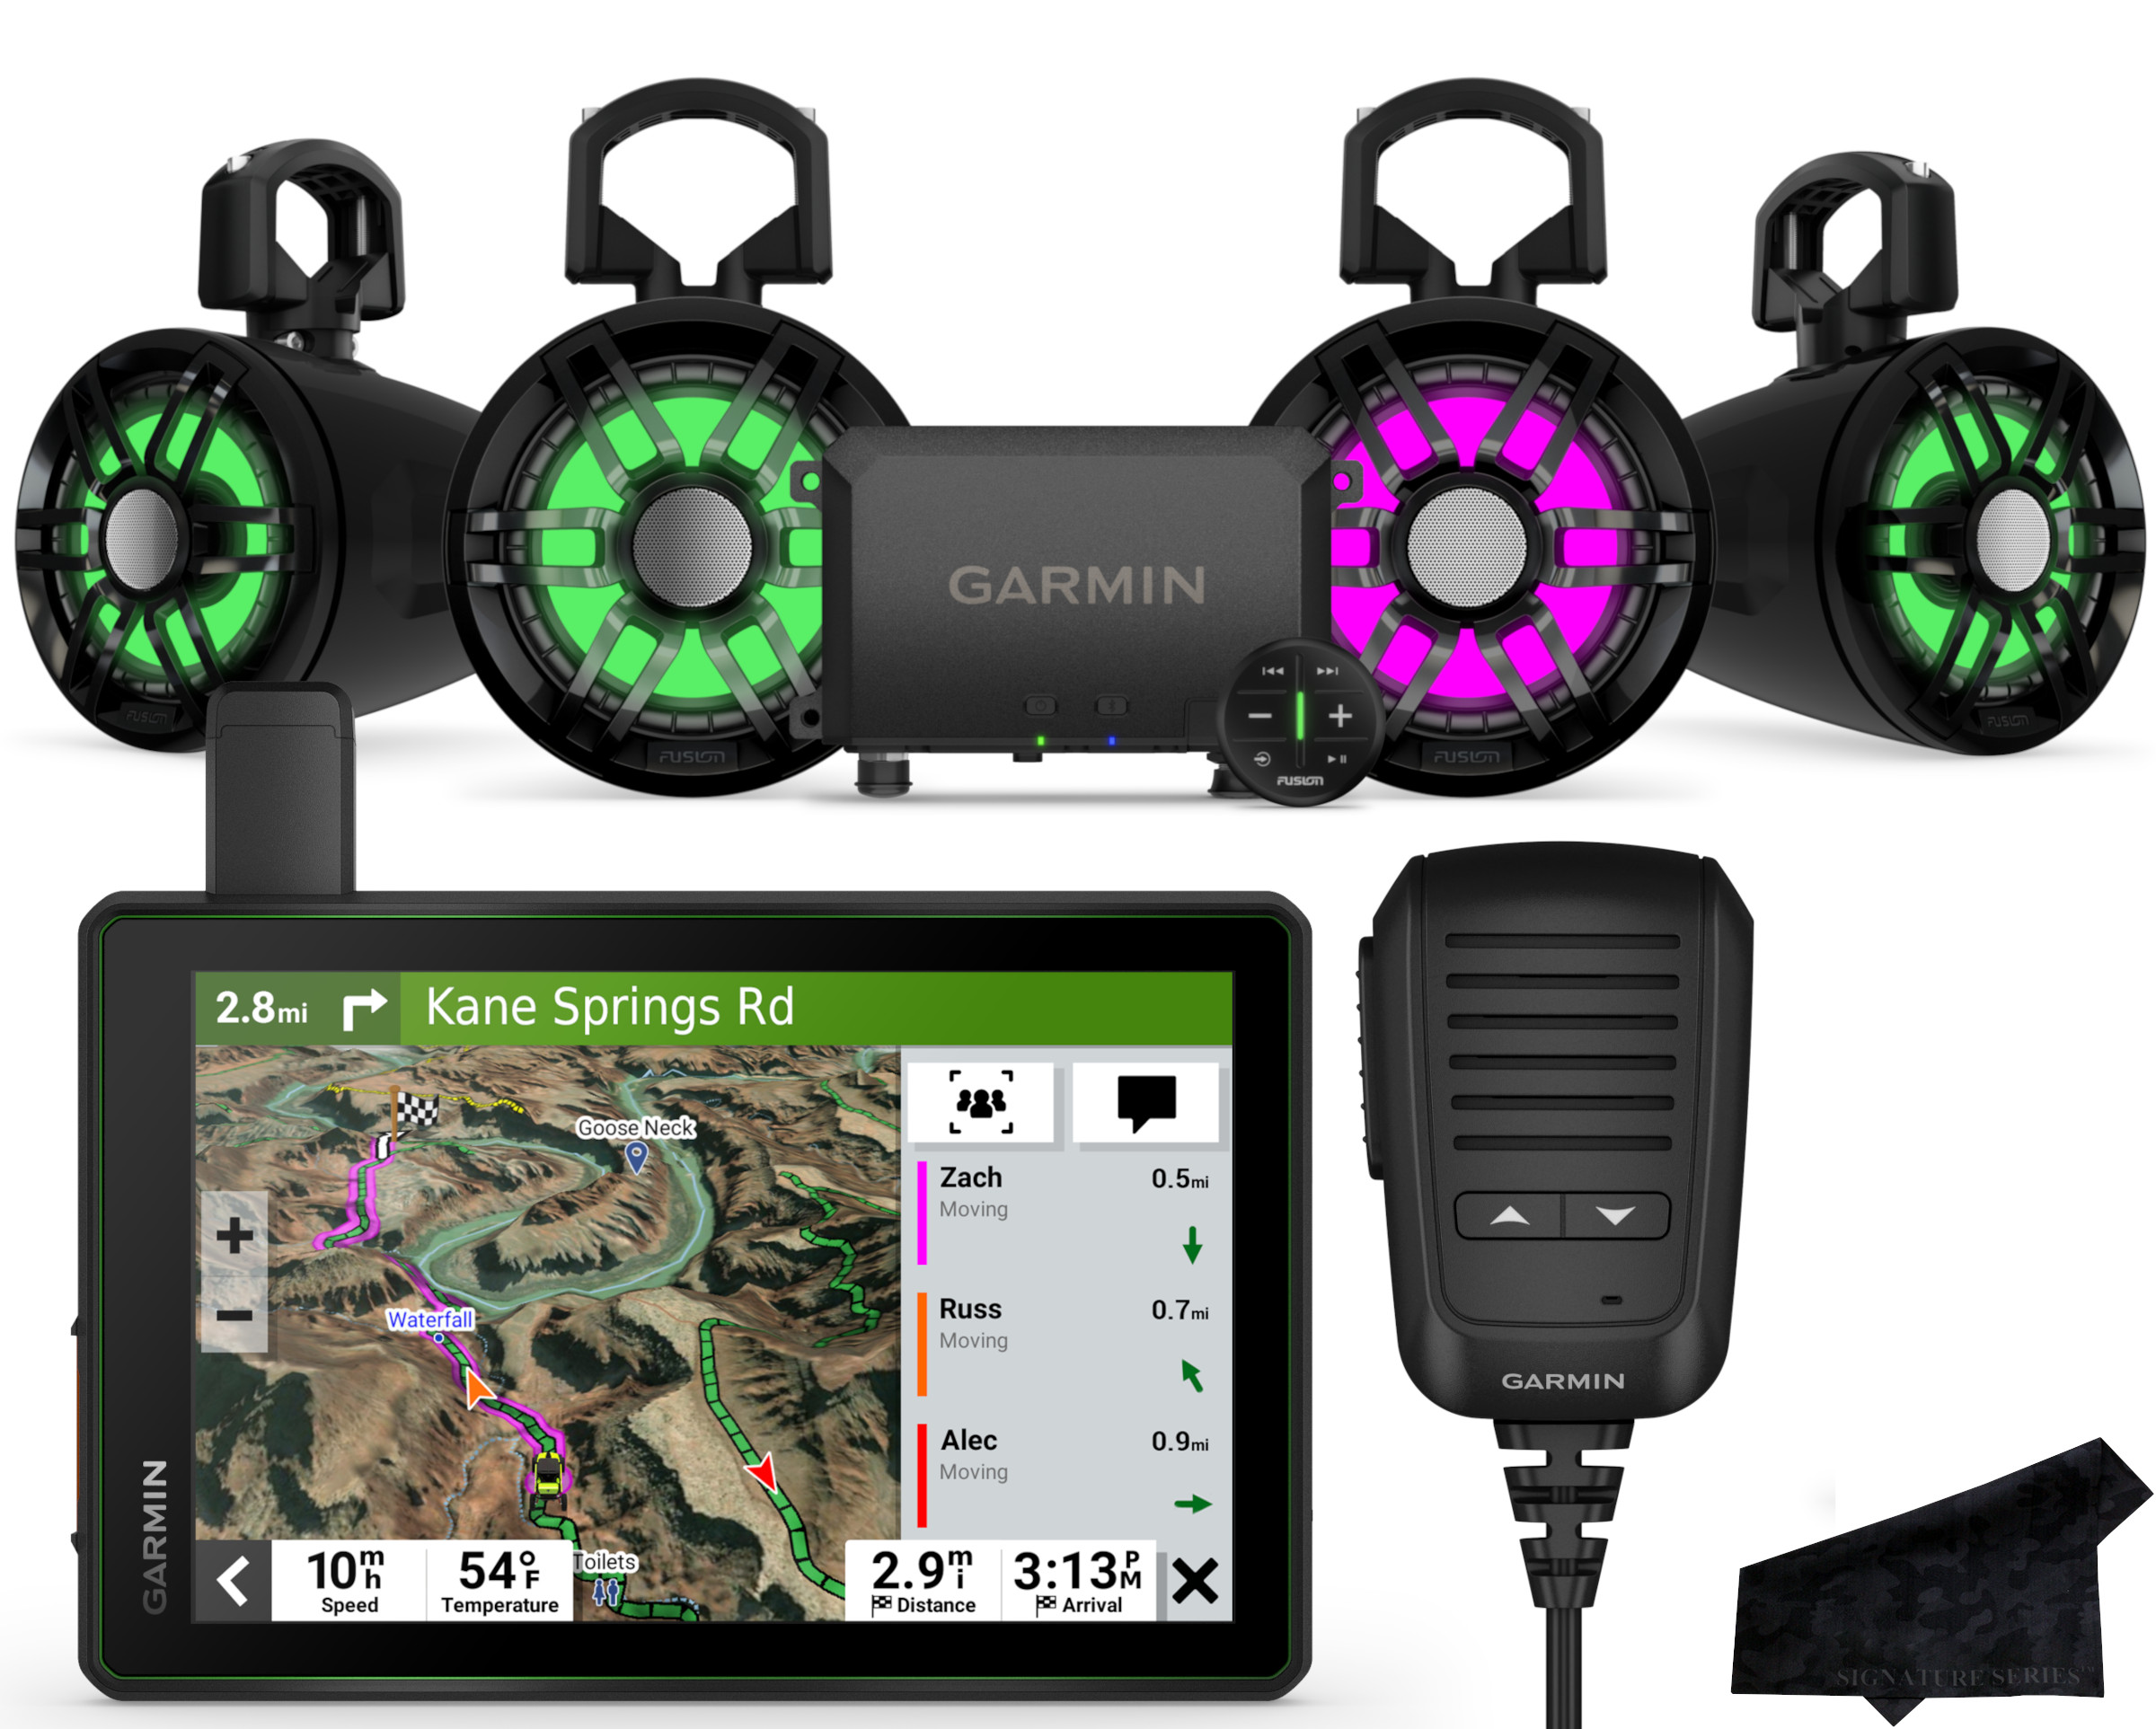 GARMIN
FUSION
FUSION
FUSION
FUSION
FUSION
2.8mi
Kane Springs Rd
Goose Neck
Waterfall
Toilets
Zach
0.5mi
Moving
Russ
0.7mi
Moving
Alec
0.9mi
Moving
10mh
Speed
54°F
Temperature
2.9mi
Distance
3:13PM
Arrival
GARMIN
GARMIN
SIGNATURE SERIES™